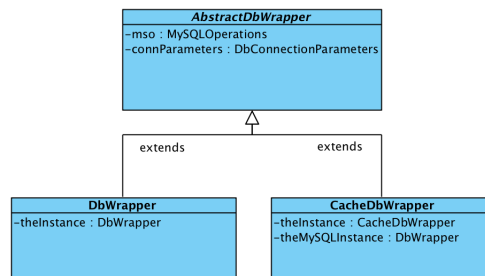 AbstractDbWrapper
-mso : MySQLOperations
-connParameters : DbConnectionParameters
extends
extends
DbWrapper
-theInstance : DbWrapper
CacheDbWrapper
-theInstance : CacheDbWrapper
-theMySQLInstance : DbWrapper